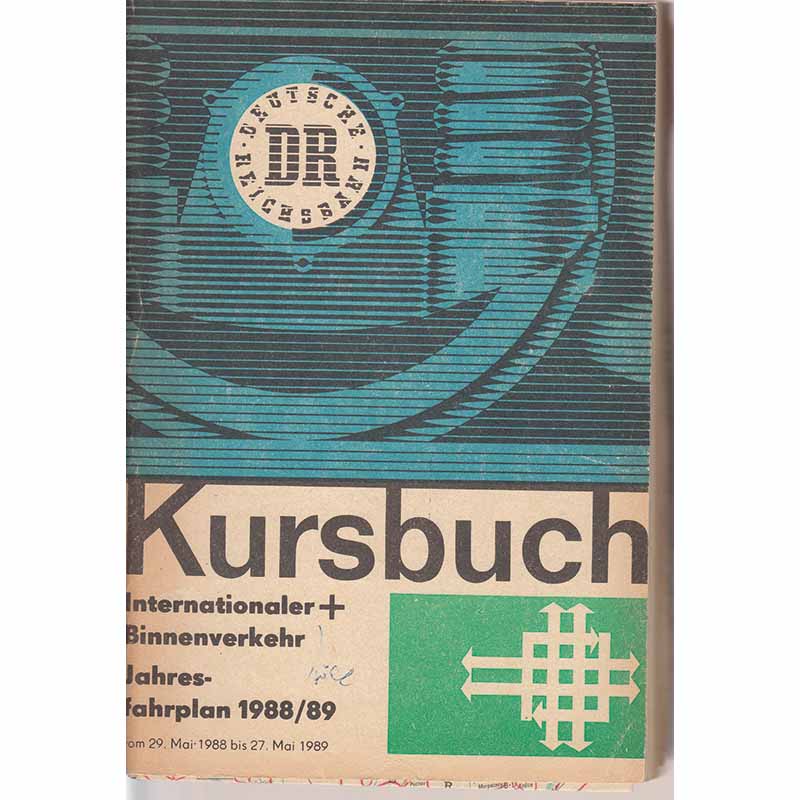 DEUTSCHE
DR
REICHSBAHN
Kursbuch
Internationaler +
Binnenverkehr
Jahres-
fahrplan 1988/89
vom 29. Mai 1988 bis 27. Mai 1989
R